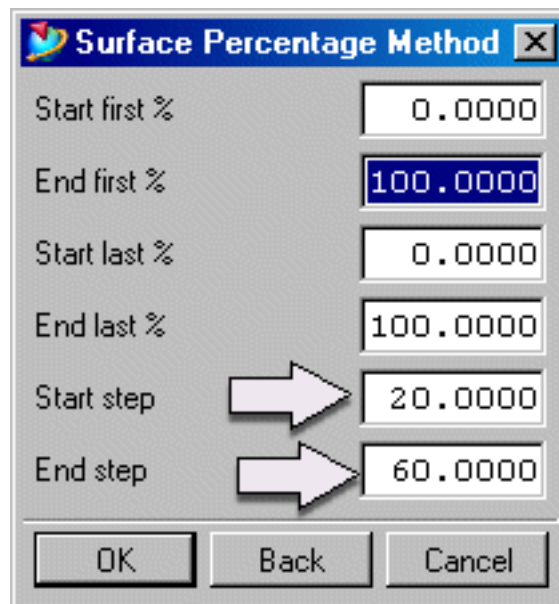 Surface Percentage Method
Start first % 0.0000
End first % 100.0000
Start last % 0.0000
End last % 100.0000
Start step 20.0000
End step 60.0000
OK Back Cancel